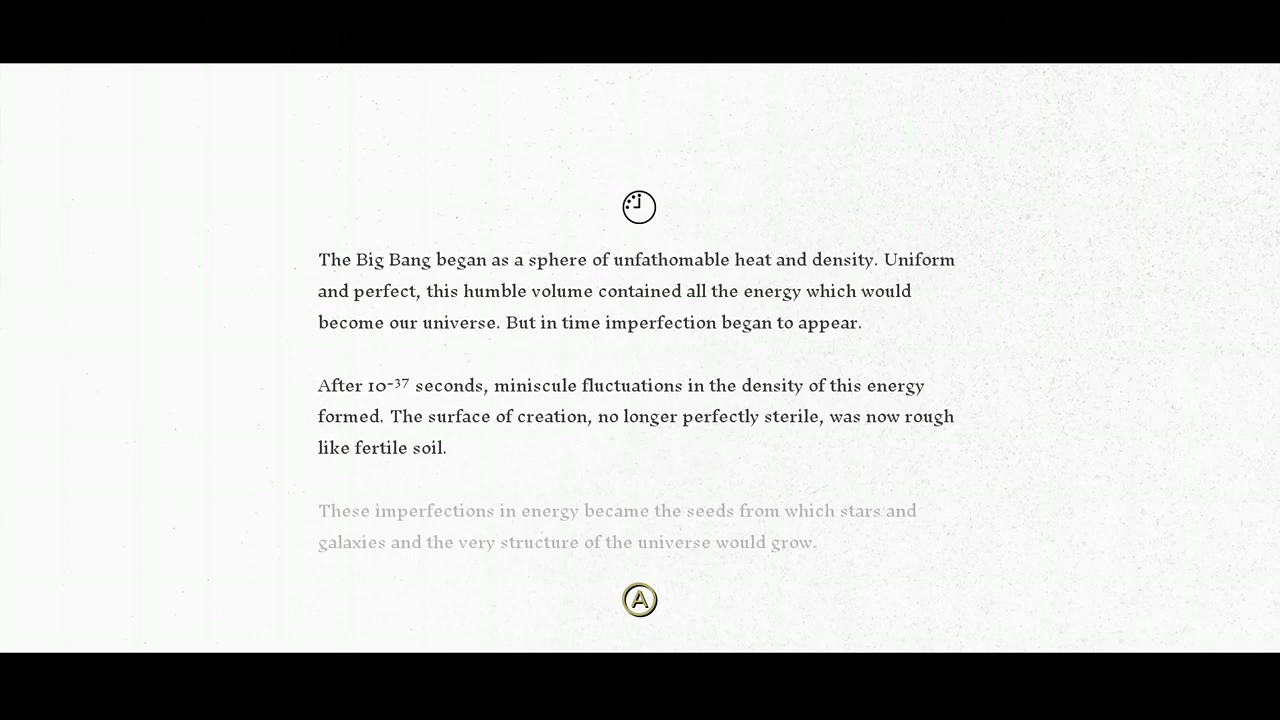 The Big Bang began as a sphere of unfathomable heat and density. Uniform
and perfect, this humble volume contained all the energy which would
become our universe. But in time imperfection began to appear.
After 10⁻³⁷ seconds, miniscule fluctuations in the density of this energy
formed. The surface of creation, no longer perfectly sterile, was now rough
like fertile soil.
These imperfections in energy became the seeds from which stars and
galaxies and the very structure of the universe would grow.
A